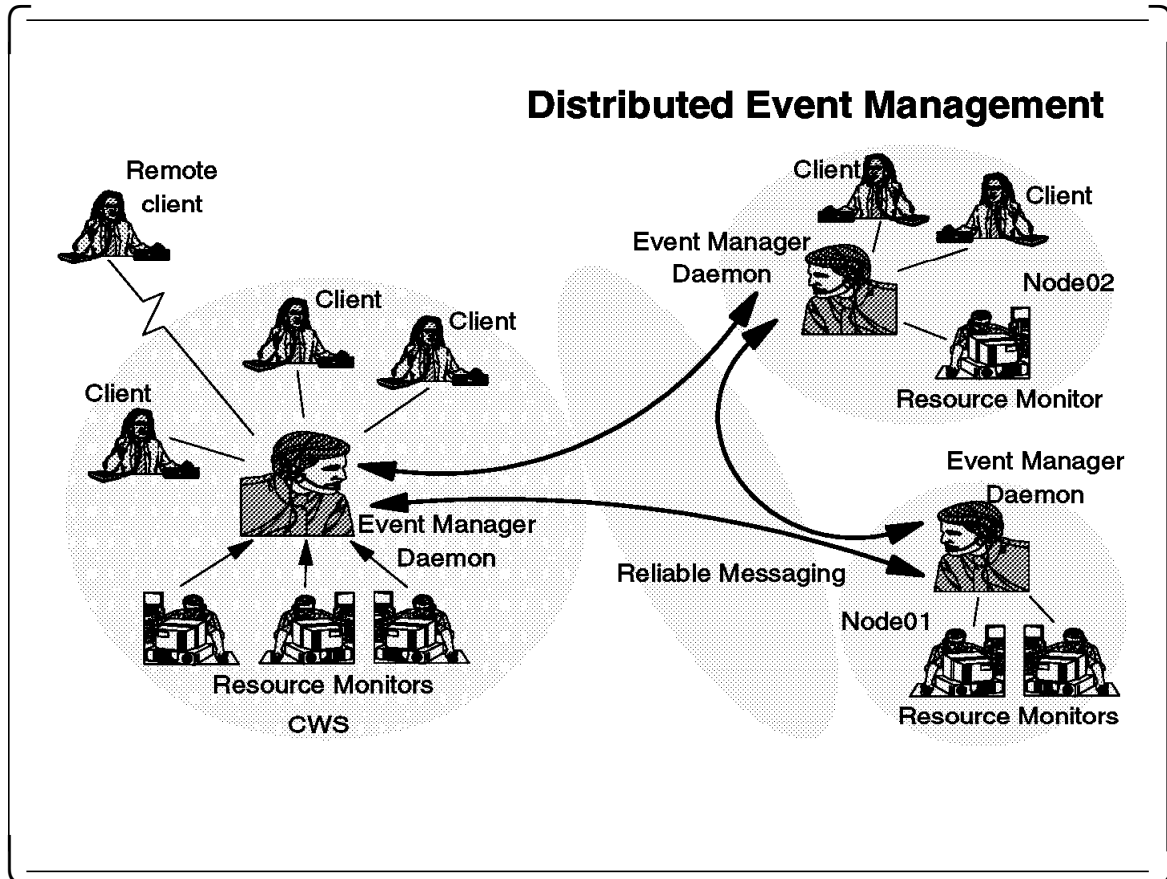 Distributed Event Management
Remote
client
Client
Client
Client
Event Manager
Daemon
Resource Monitors
CWS
Client
Client
Event Manager
Daemon
Node02
Resource Monitor
Reliable Messaging
Event Manager
Daemon
Node01
Resource Monitors